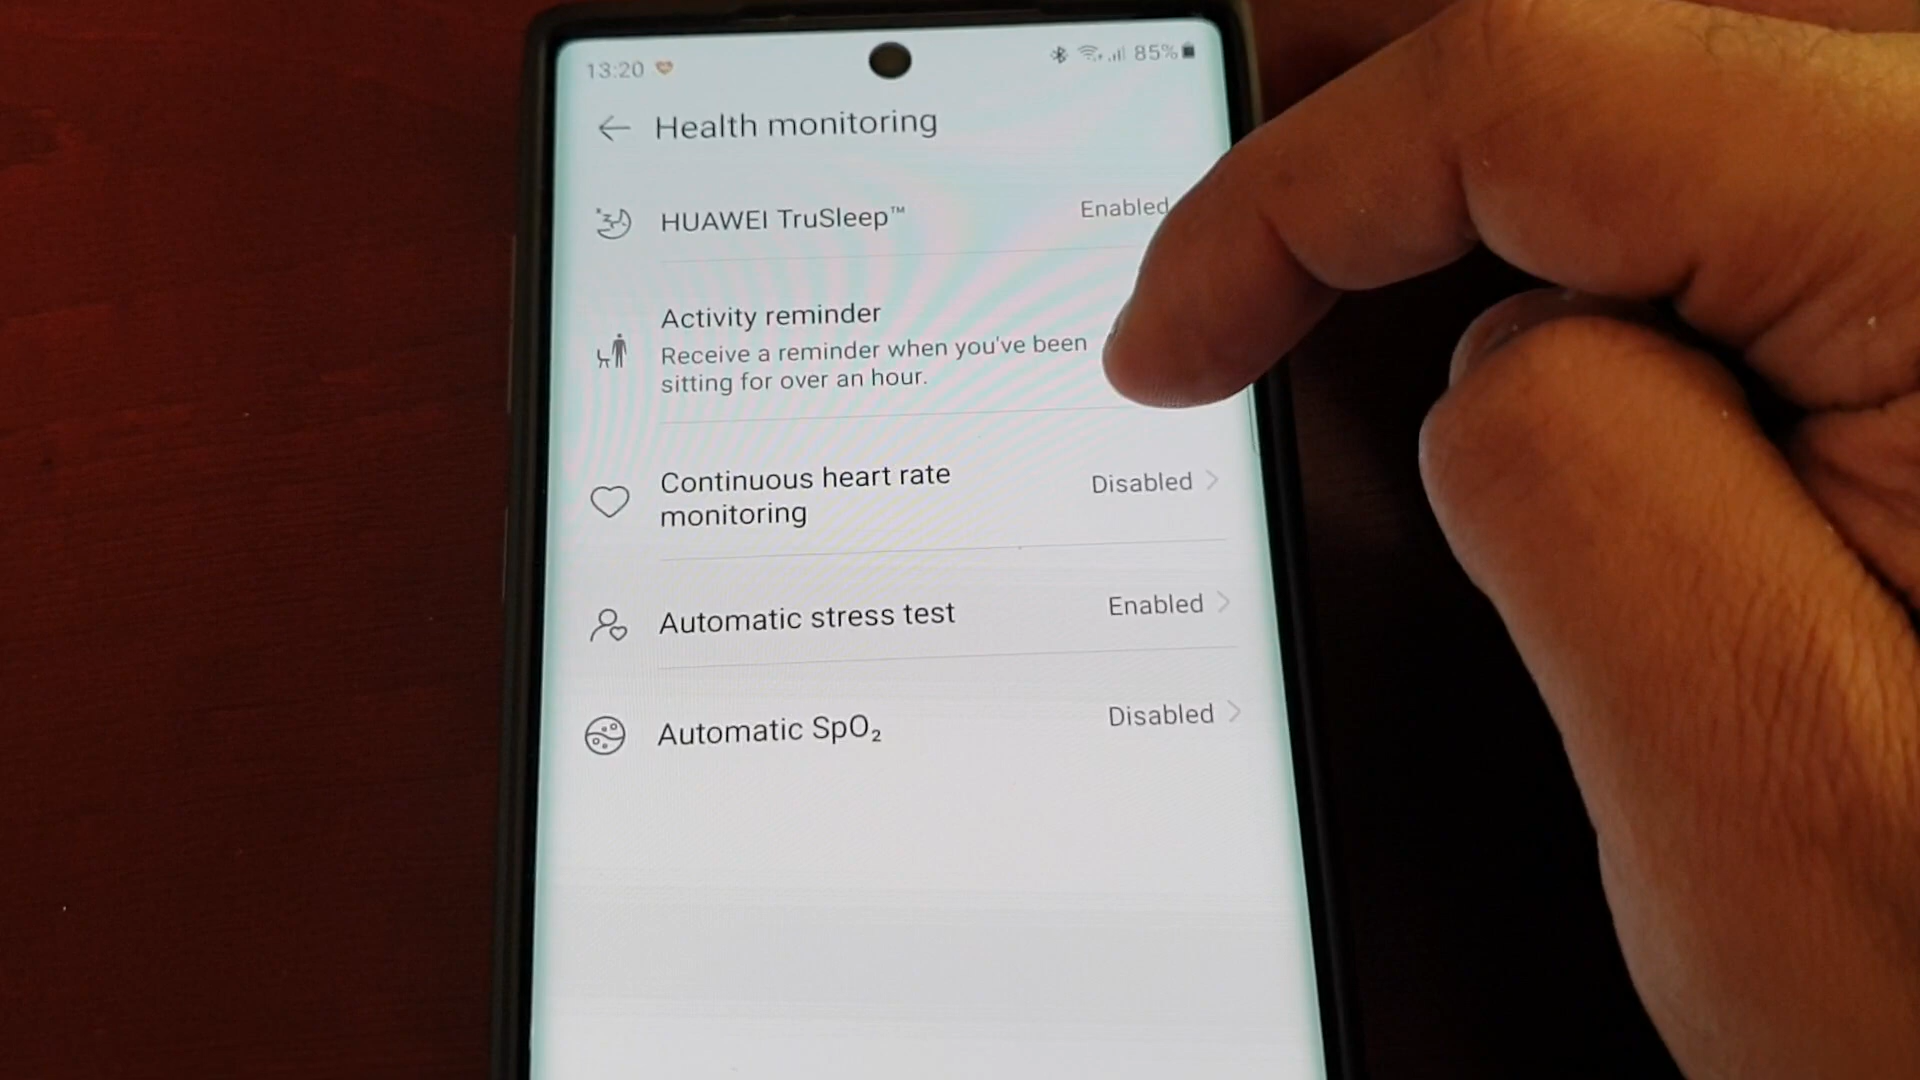 13:20 85%
Health monitoring
HUAWEI TruSleep™ Enabled
Activity reminder
Receive a reminder when you've been
sitting for over an hour.
Continuous heart rate
monitoring
Disabled
Automatic stress test Enabled
Automatic SpO₂ Disabled